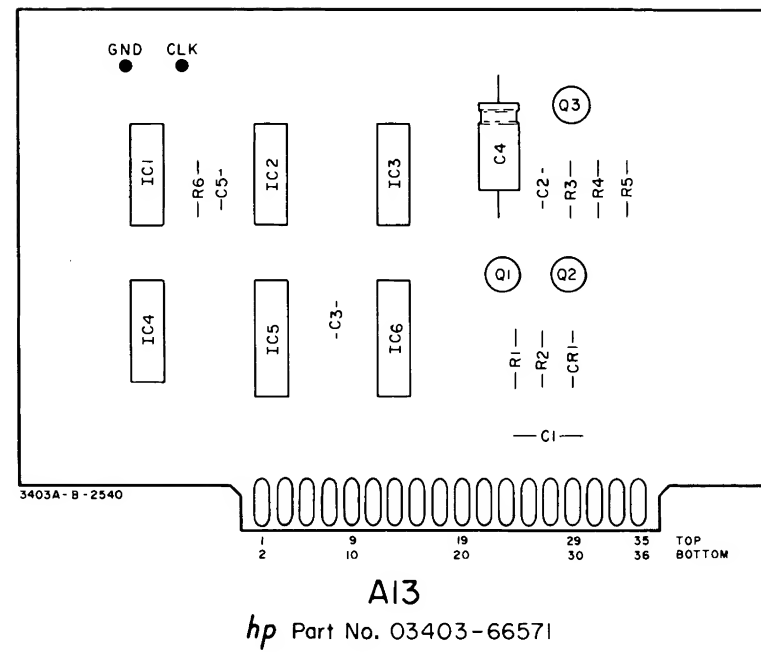 GND CLK
Q3
IC1 R6 C5 IC2 IC3 C4 C2 R3 R4 R5
Q1 Q2
IC4 IC5 C3 IC6 R1 R2 CR1
C1
3403A-B-2540
1 9 19 29 35 TOP
2 10 20 30 36 BOTTOM
A13
hp Part No. 03403-66571